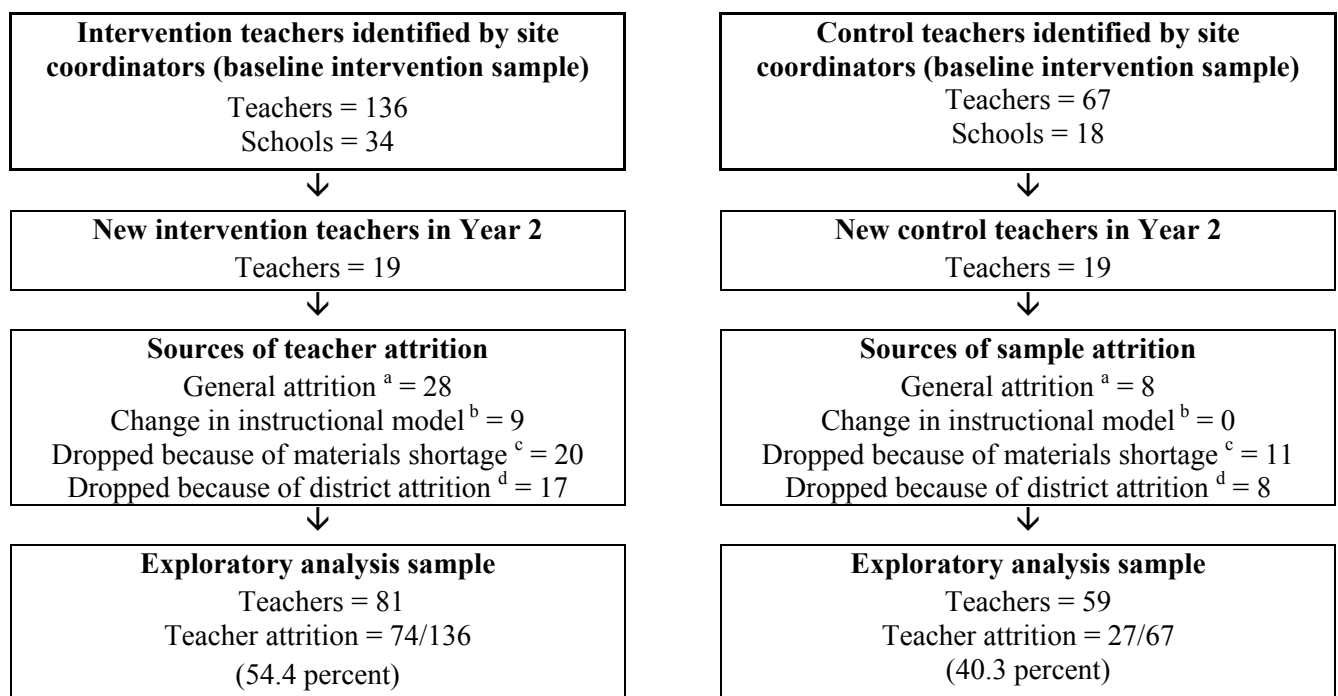 Intervention teachers identified by site
coordinators (baseline intervention sample)
Teachers = 136
Schools = 34
↓
New intervention teachers in Year 2
Teachers = 19
↓
Sources of teacher attrition
General attrition a = 28
Change in instructional model b = 9
Dropped because of materials shortage c = 20
Dropped because of district attrition d = 17
↓
Exploratory analysis sample
Teachers = 81
Teacher attrition = 74/136
(54.4 percent)
Control teachers identified by site
coordinators (baseline intervention sample)
Teachers = 67
Schools = 18
↓
New control teachers in Year 2
Teachers = 19
↓
Sources of sample attrition
General attrition a = 8
Change in instructional model b = 0
Dropped because of materials shortage c = 11
Dropped because of district attrition d = 8
↓
Exploratory analysis sample
Teachers = 59
Teacher attrition = 27/67
(40.3 percent)